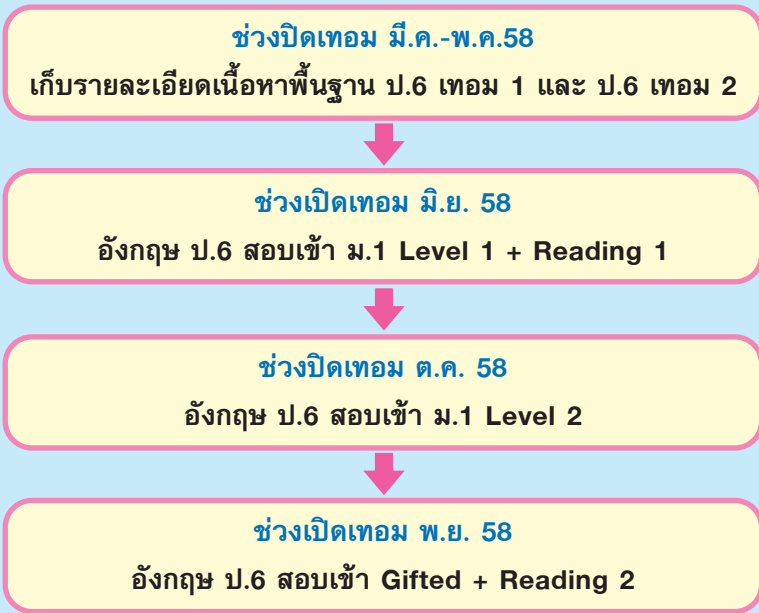 ช่วงปิดเทอม มี.ค.-พ.ค.58
เก็บรายละเอียดเนื้อหาพื้นฐาน ป.6 เทอม 1 และ ป.6 เทอม 2
ช่วงเปิดเทอม มิ.ย. 58
อังกฤษ ป.6 สอบเข้า ม.1 Level 1 + Reading 1
ช่วงปิดเทอม ต.ค. 58
อังกฤษ ป.6 สอบเข้า ม.1 Level 2
ช่วงเปิดเทอม พ.ย. 58
อังกฤษ ป.6 สอบเข้า Gifted + Reading 2